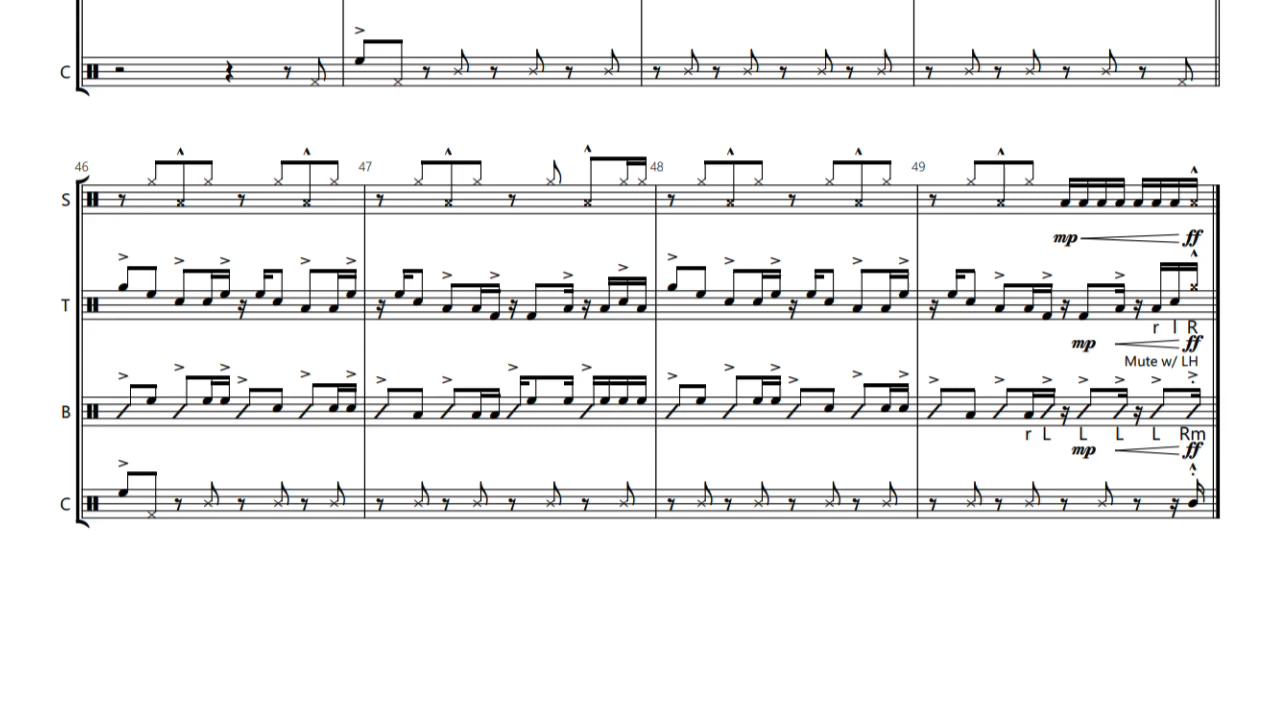 C
46 47 48 49
S
mp ff
T
r l R
mp ff
Mute w/ LH
B
r L L L L Rm
mp ff
C